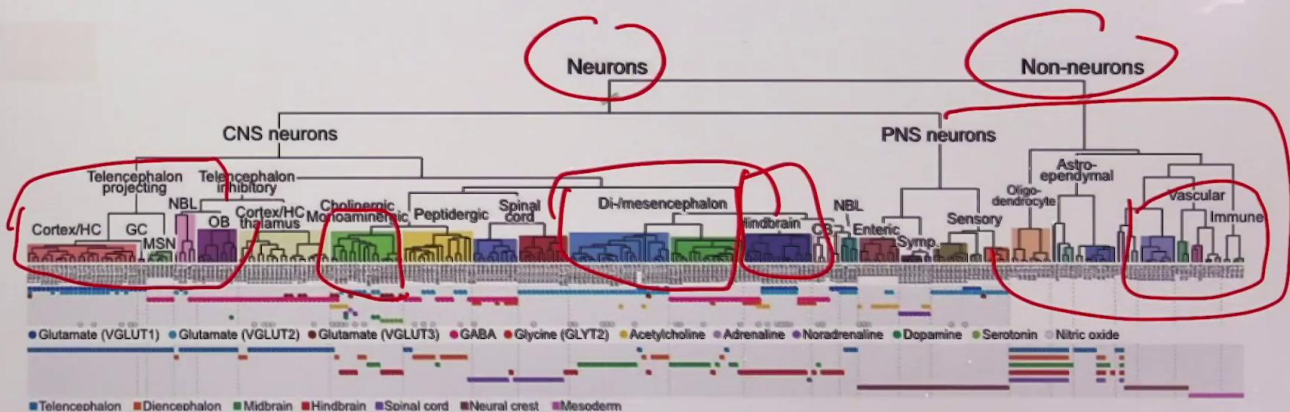 Neurons
Non-neurons
CNS neurons
PNS neurons
Telencephalon
projecting
Telencephalon
inhibitory
Astro-
ependymal
Oligo-
dendrocyte
Vascular
NBL
Cholinergic
Monoaminergic
Peptidergic
Spinal
cord
Di-/mesencephalon
NBL
Cortex/HC
GC
MSN
OB
Cortex/HC
thalamus
Hindbrain
CB
Enteric
Symp.
Sensory
Immune
Glutamate (VGLUT1) Glutamate (VGLUT2) Glutamate (VGLUT3) GABA Glycine (GLYT2) Acetylcholine Adrenaline Noradrenaline Dopamine Serotonin Nitric oxide
Telencephalon Diencephalon Midbrain Hindbrain Spinal cord Neural crest Mesoderm